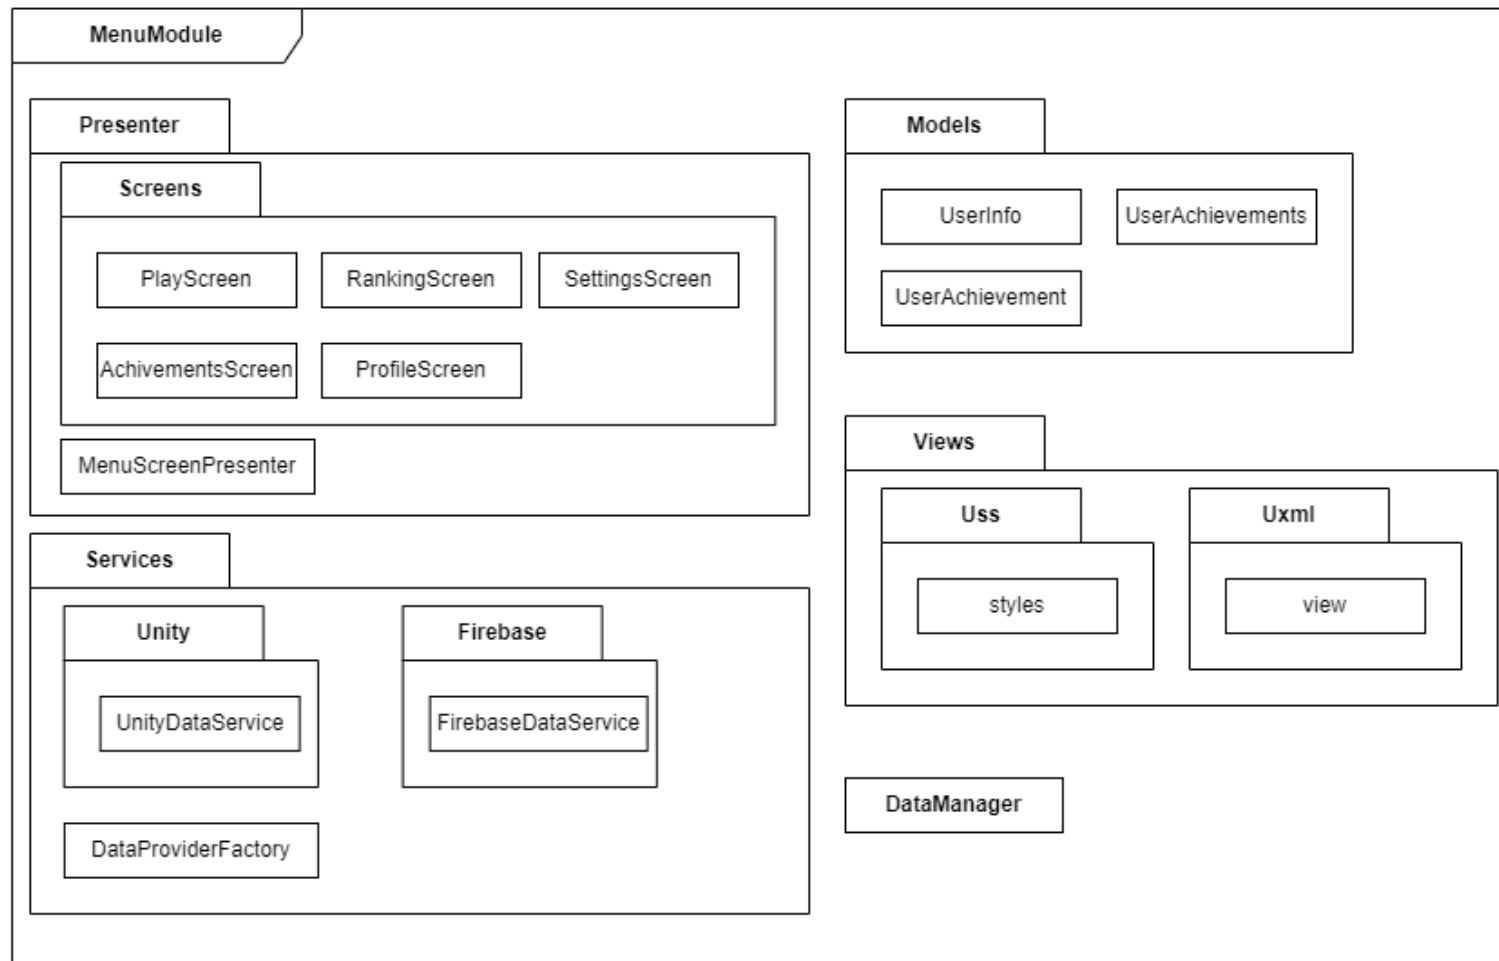 MenuModule
Presenter
Screens
PlayScreen
RankingScreen
SettingsScreen
AchivementsScreen
ProfileScreen
MenuScreenPresenter
Services
Unity
UnityDataService
Firebase
FirebaseDataService
DataProviderFactory
Models
UserInfo
UserAchievements
UserAchievement
Views
Uss
styles
Uxml
view
DataManager